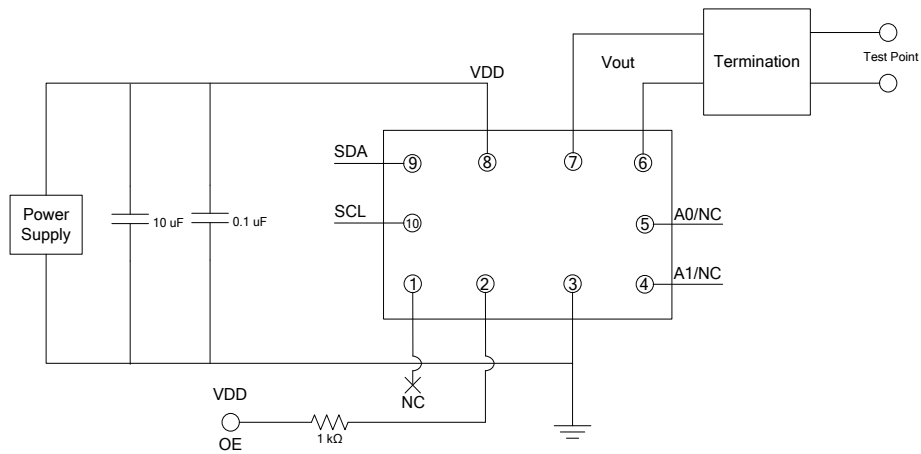 VDD
Vout
Termination
Test Point
SDA
9
8
7
6
Power
Supply
10 uF
0.1 uF
SCL
10
5
A0/NC
1
2
3
4
A1/NC
NC
VDD
OE
1 kΩ